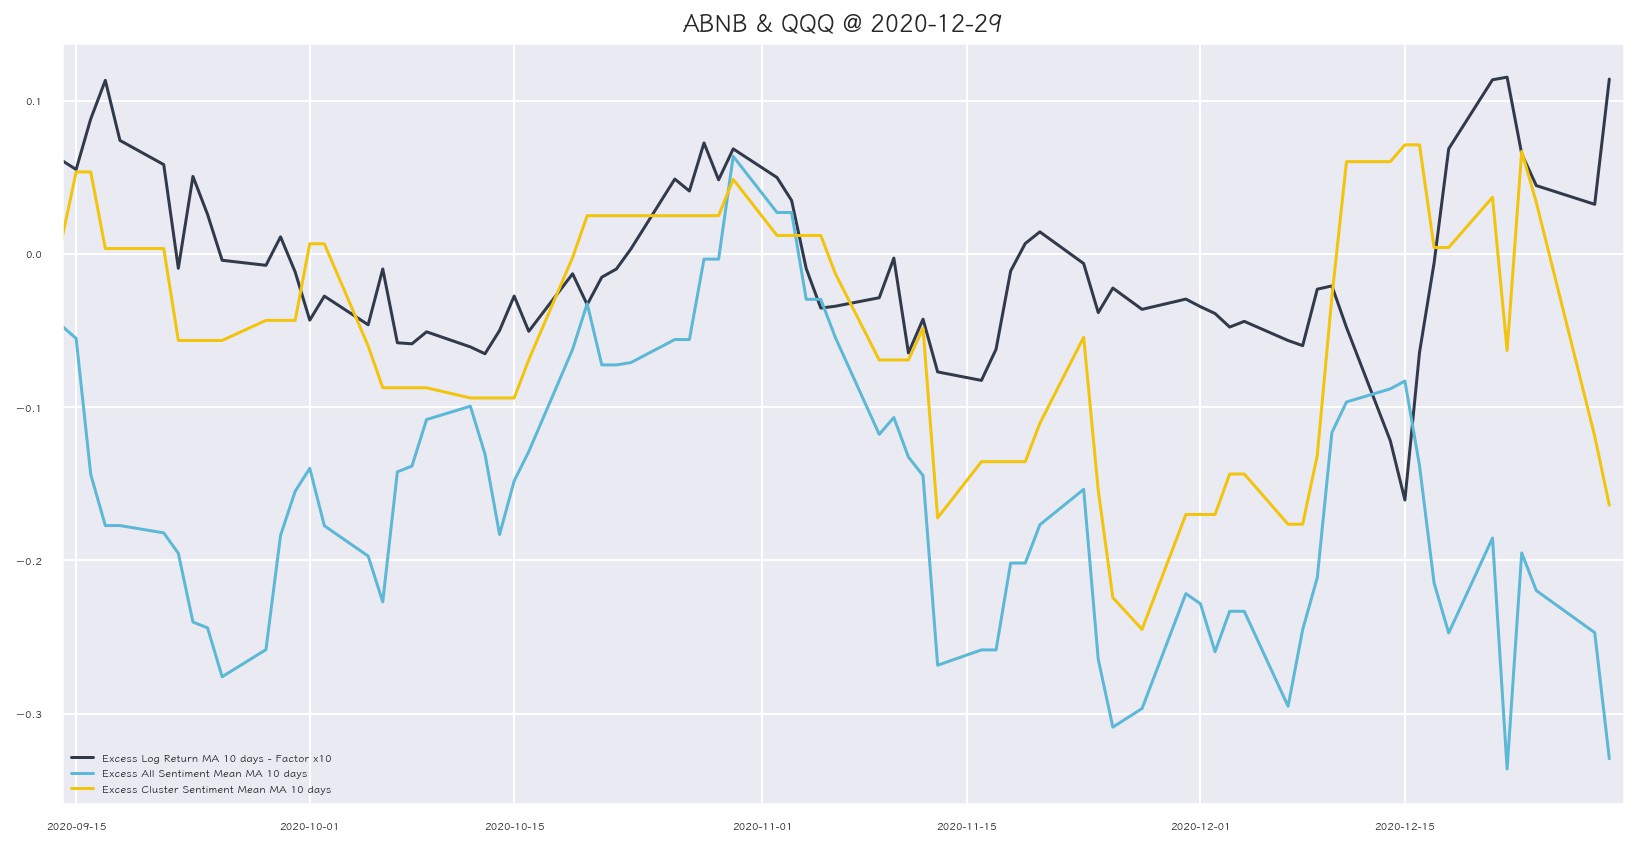 ABNB & QQQ @ 2020-12-29
0.1
0.0
−0.1
−0.2
−0.3
Excess Log Return MA 10 days - Factor x10
Excess All Sentiment Mean MA 10 days
Excess Cluster Sentiment Mean MA 10 days
2020-09-15 2020-10-01 2020-10-15 2020-11-01 2020-11-15 2020-12-01 2020-12-15